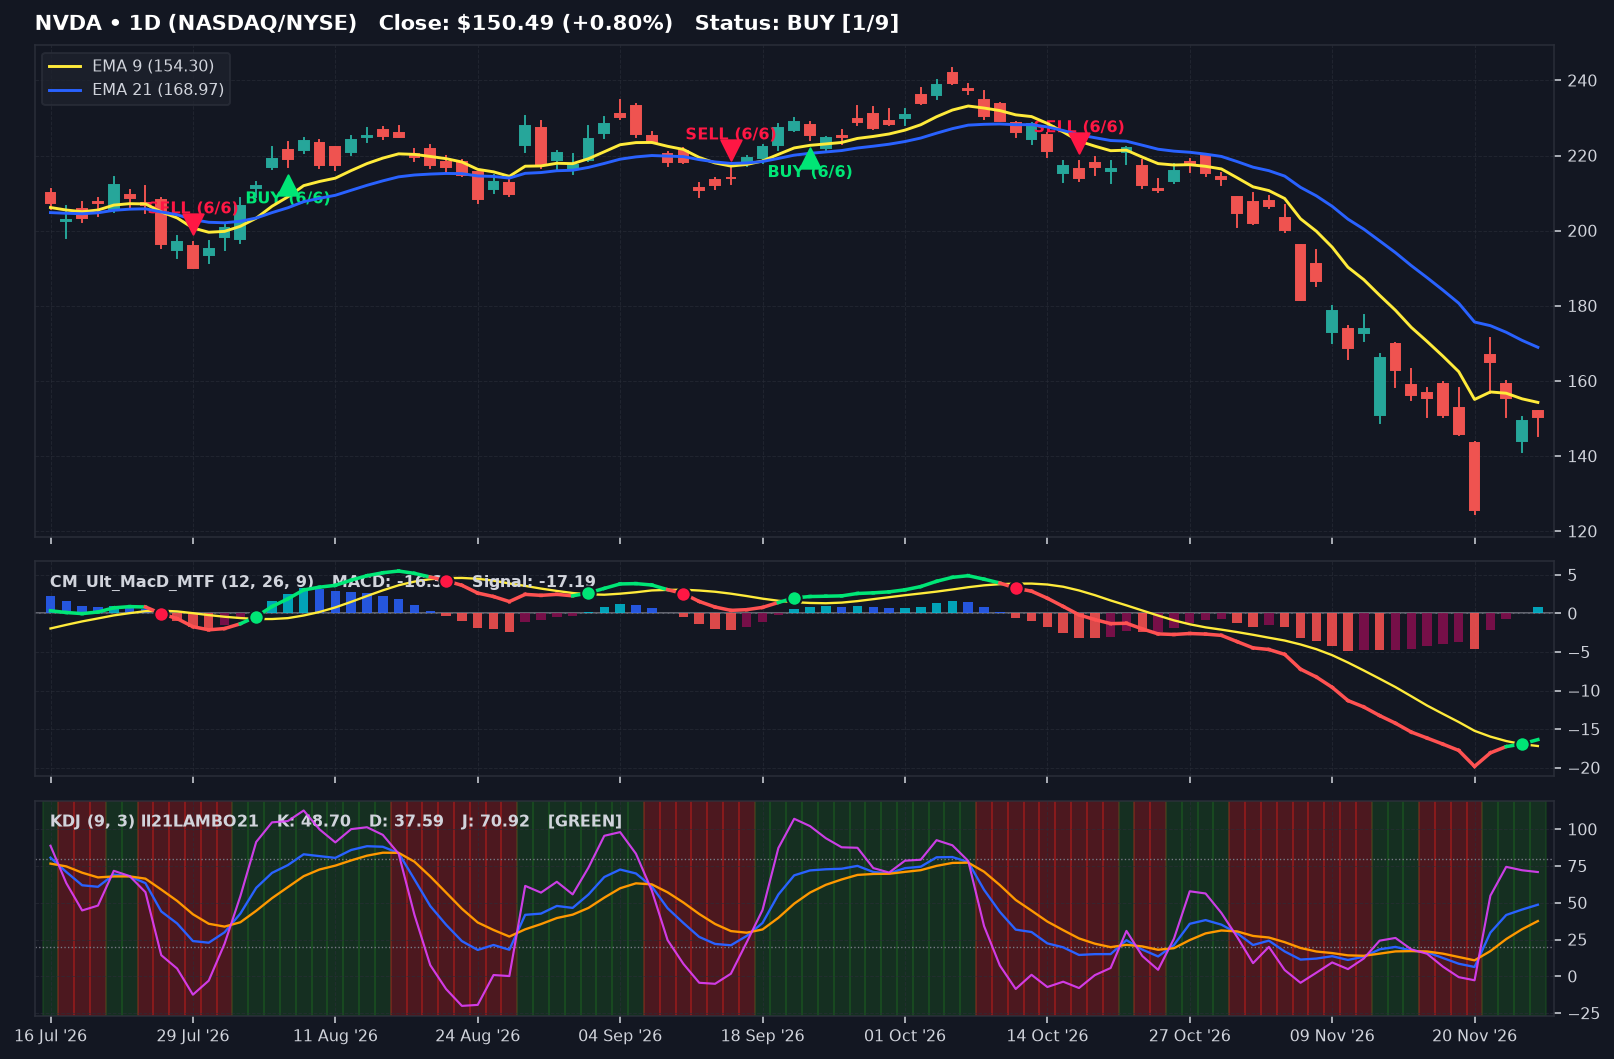 NVDA • 1D (NASDAQ/NYSE) Close: $150.49 (+0.80%) Status: BUY [1/9]
EMA 9 (154.30)
EMA 21 (168.97)
SELL (6/6)
BUY (6/6)
SELL (6/6)
BUY (6/6)
SELL (6/6)
240
220
200
180
160
140
120
CM_Ult_MacD_MTF (12, 26, 9) MACD: Signal: -17.19
5
0
−5
−10
−15
−20
KDJ (9, 3) II21LAMBO21 K: 48.70 D: 37.59 J: 70.92 [GREEN]
100
75
50
25
0
−25
16 Jul '26 29 Jul '26 11 Aug '26 24 Aug '26 04 Sep '26 18 Sep '26 01 Oct '26 14 Oct '26 27 Oct '26 09 Nov '26 20 Nov '26